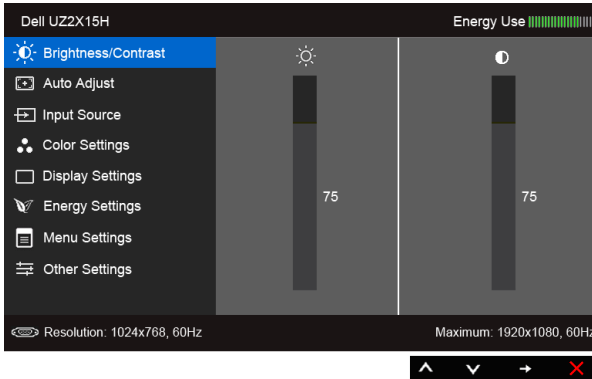 Dell UZ2X15H
Energy Use
Brightness/Contrast
Auto Adjust
Input Source
Color Settings
Display Settings
75
75
Energy Settings
Menu Settings
Other Settings
Resolution: 1024x768, 60Hz
Maximum: 1920x1080, 60Hz